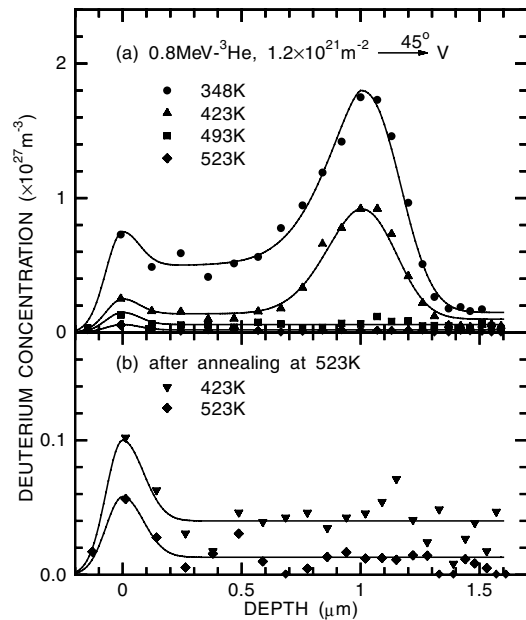 DEUTERIUM CONCENTRATION (×10²⁷m⁻³)
2
1
0
(a) 0.8MeV-³He, 1.2×10²¹m⁻² 45° V
348K
423K
493K
523K
(b) after annealing at 523K
423K
523K
0.1
0.0
0 0.5 1 1.5
DEPTH (μm)